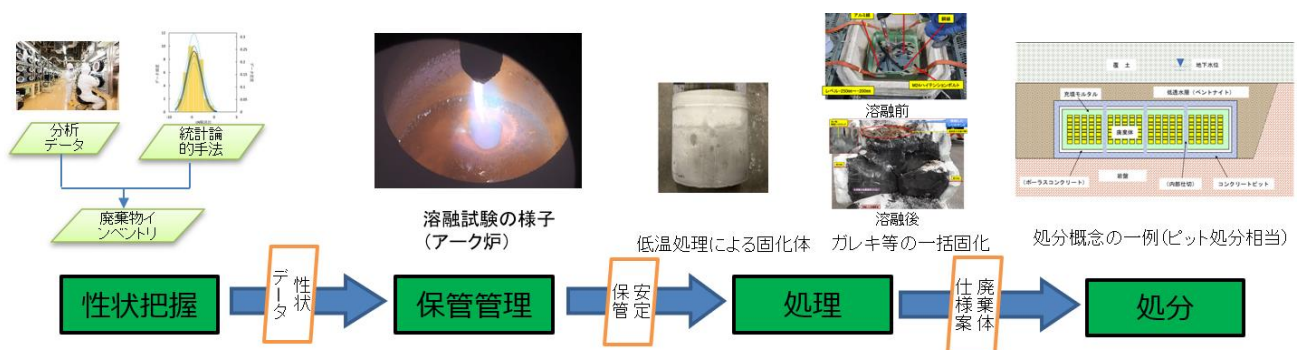 分析
データ
統計論
的手法
廃棄物イ
ンベントリ
溶融試験の様子
(アーク炉)
低温処理による固化体
溶融前
溶融後
ガレキ等の一括固化
覆 土
地下水位
充填モルタル
低透水層(ベントナイト)
廃棄体
(ポーラスコンクリート)
岩盤
(内部仕切)
コンクリートピット
処分概念の一例(ピット処分相当)
性状把握
性状
データ
保管管理
安定
保管
処理
廃棄体
仕様案
処分